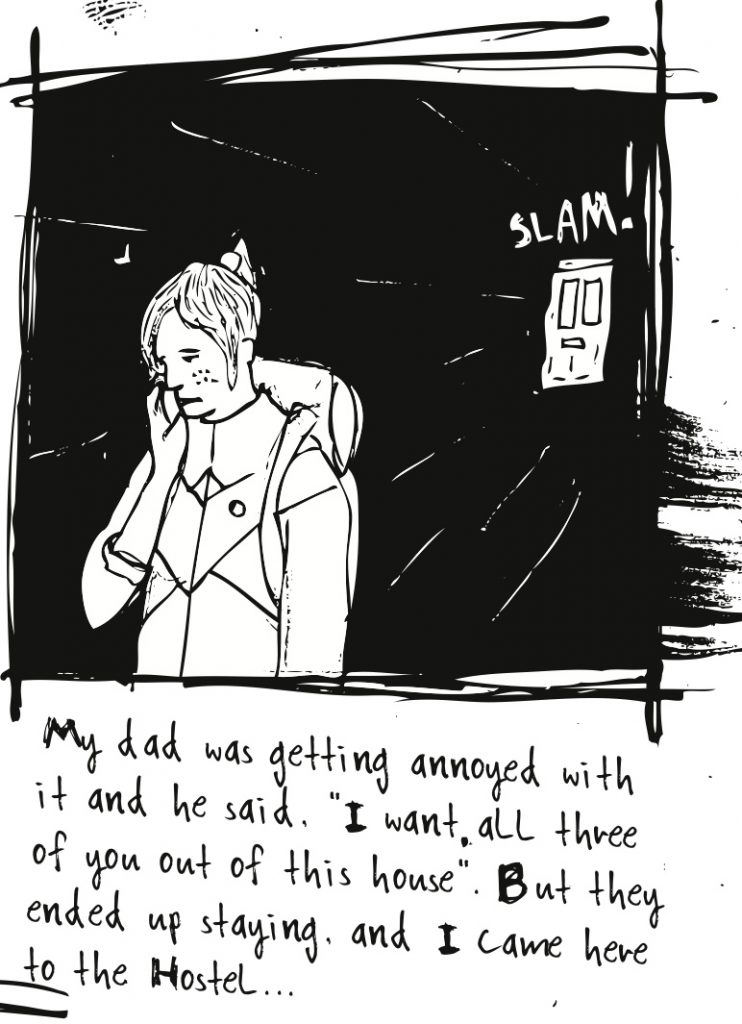 SLAM!
My dad was getting annoyed with
it and he said. "I want, all three
of you out of this house". But they
ended up staying. and I came here
to the Hostel...